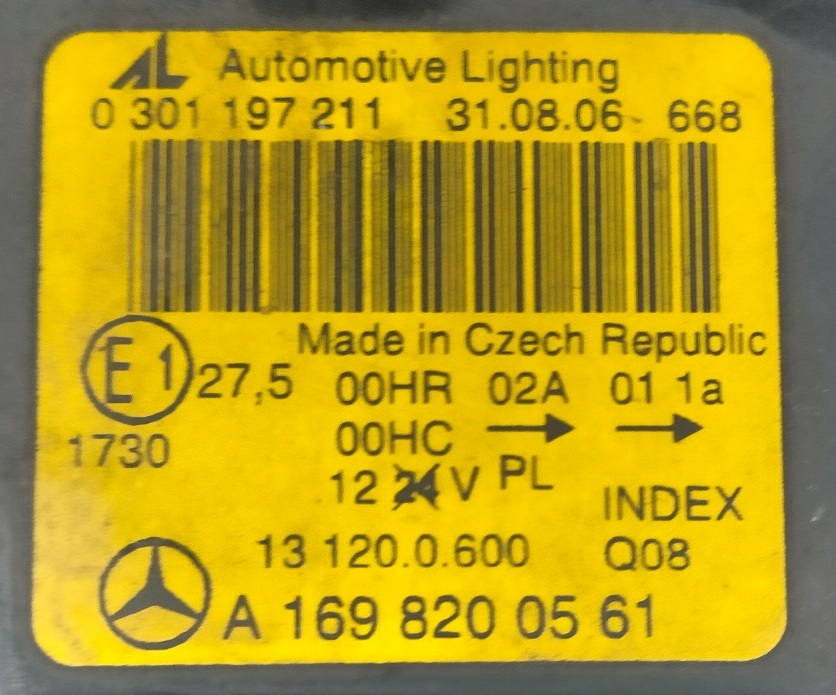 AL Automotive Lighting
0 301 197 211 31.08.06 668
Made in Czech Republic
E1 27,5 00HR 02A 01 1a
1730 00HC → →
12 24 V PL
INDEX
13 120.0.600 Q08
A 169 820 05 61